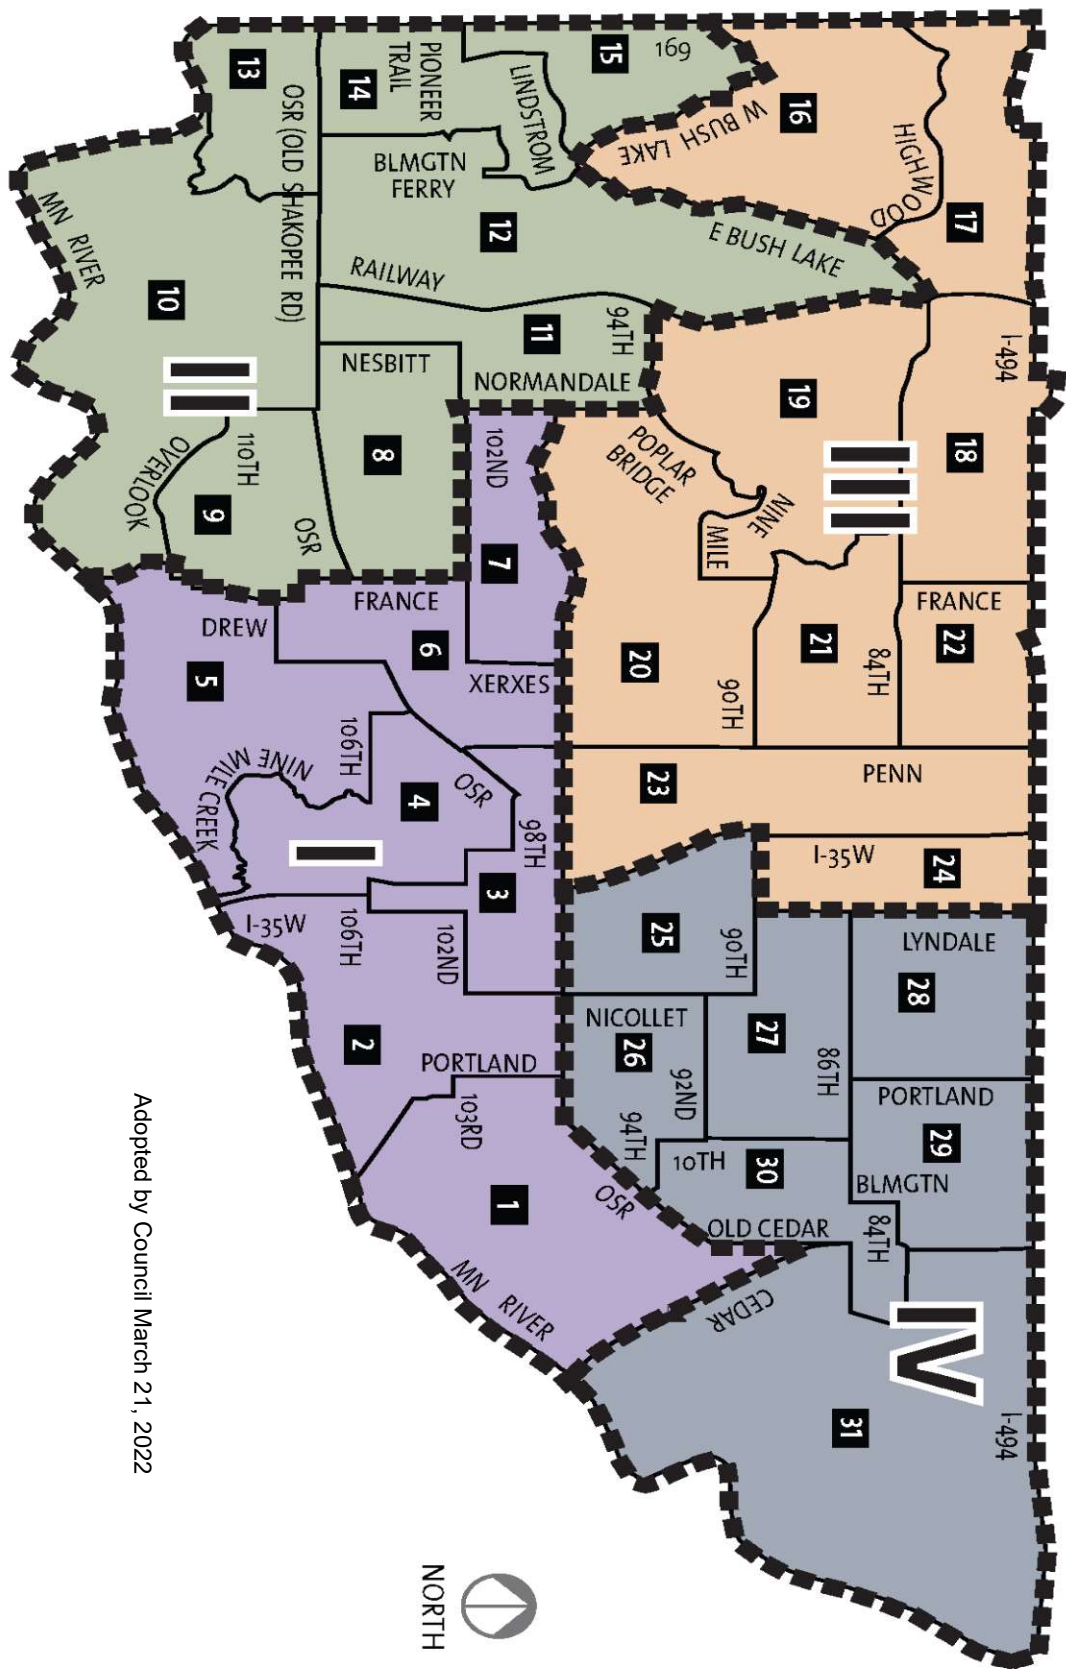 17
HIGHWOOD
16
W BUSH LAKE
169
15
LINDSTROM
PIONEER
TRAIL
14
13
OSR (OLD SHAKOPEE RD)
BLMGTN
FERRY
12
E BUSH LAKE
RAILWAY
MN RIVER
10
II
11
94TH
NORMANDALE
NESBITT
8
110TH
OVERLOOK
9
OSR
I-494
18
19
III
POPLAR
BRIDGE
NINE
MILE
FRANCE
22
84TH
21
90TH
20
PENN
23
I-35W
24
102ND
7
FRANCE
6
XERXES
DREW
5
106TH
NINE MILE CREEK
4
OSR
98TH
I
3
I-35W
106TH
102ND
2
PORTLAND
103RD
1
MN RIVER
25
90TH
LYNDALE
28
NICOLLET
26
27
86TH
92ND
94TH
10TH
PORTLAND
29
30
BLMGTN
84TH
OSR
OLD CEDAR
CEDAR
IV
I-494
31
Adopted by Council March 21, 2022
NORTH